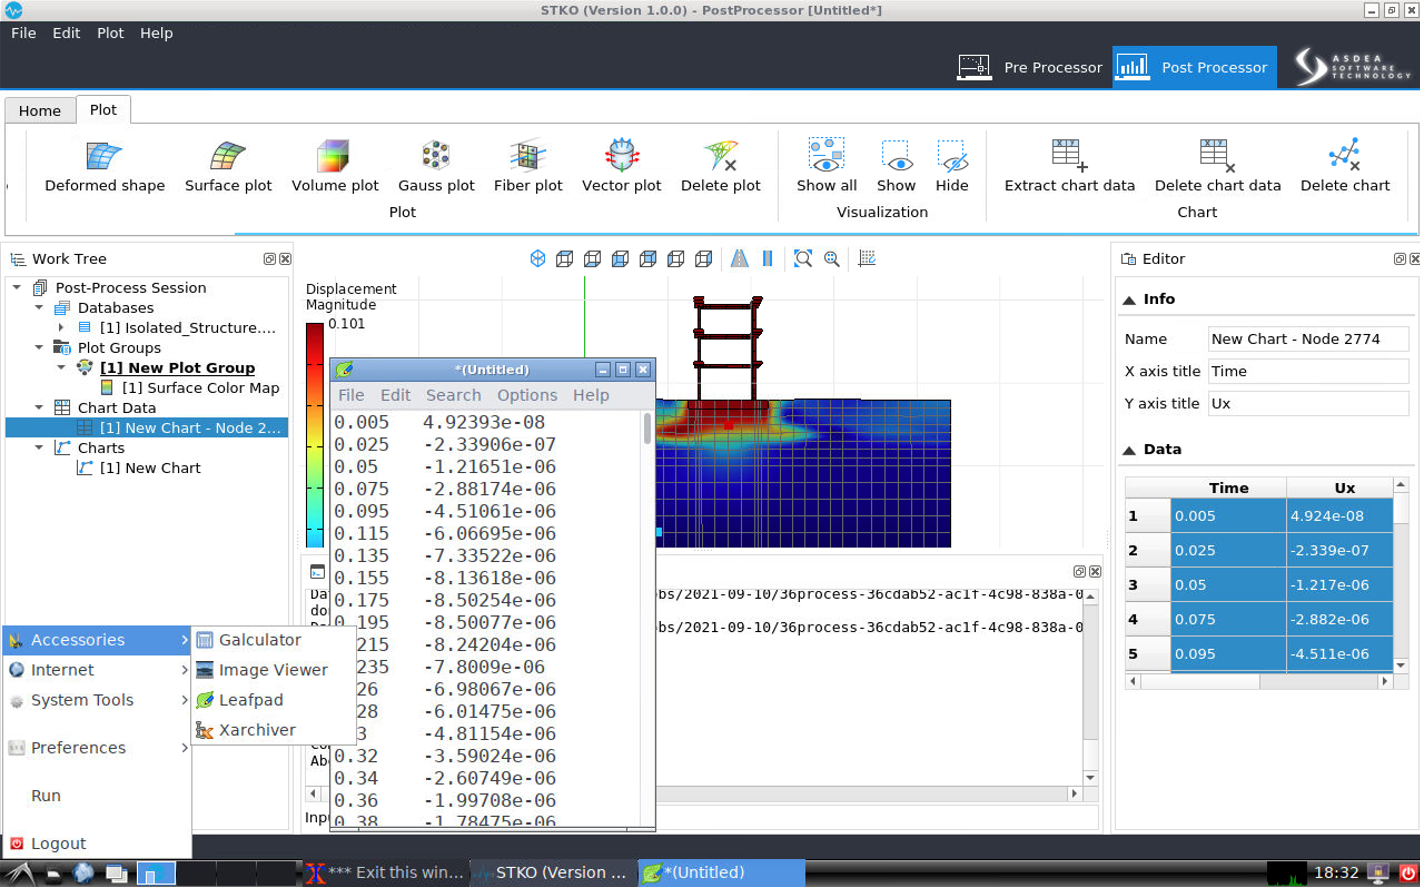 STKO (Version 1.0.0) - PostProcessor [Untitled*]
File Edit Plot Help
Pre Processor Post Processor ASDEA SOFTWARE TECHNOLOGY
Home Plot
Deformed shape Surface plot Volume plot Gauss plot Fiber plot Vector plot Delete plot Show all Show Hide Extract chart data Delete chart data Delete chart
Plot Visualization Chart
Work Tree
Post-Process Session
Databases
[1] Isolated_Structure....
Plot Groups
[1] New Plot Group
[1] Surface Color Map
Chart Data
[1] New Chart - Node 2...
Charts
[1] New Chart
Displacement
Magnitude
0.101
*(Untitled)
File Edit Search Options Help
0.005 4.92393e-08
0.025 -2.33906e-07
0.05 -1.21651e-06
0.075 -2.88174e-06
0.095 -4.51061e-06
0.115 -6.06695e-06
0.135 -7.33522e-06
0.155 -8.13618e-06
0.175 -8.50254e-06
.195 -8.50077e-06
215 -8.24204e-06
235 -7.8009e-06
26 -6.98067e-06
28 -6.01475e-06
3 -4.81154e-06
0.32 -3.59024e-06
0.34 -2.60749e-06
0.36 -1.99708e-06
0.38 -1.78475e-06
Dat
do
bs/2021-09-10/36process-36cdab52-ac1f-4c98-838a-0
bs/2021-09-10/36process-36cdab52-ac1f-4c98-838a-0
Co
Abo
Inp
Editor
Info
Name New Chart - Node 2774
X axis title Time
Y axis title Ux
Data
Time Ux
1 0.005 4.924e-08
2 0.025 -2.339e-07
3 0.05 -1.217e-06
4 0.075 -2.882e-06
5 0.095 -4.511e-06
Accessories
Internet
System Tools
Preferences
Run
Logout
Galculator
Image Viewer
Leafpad
Xarchiver
*** Exit this win... STKO (Version ... *(Untitled) 18:32